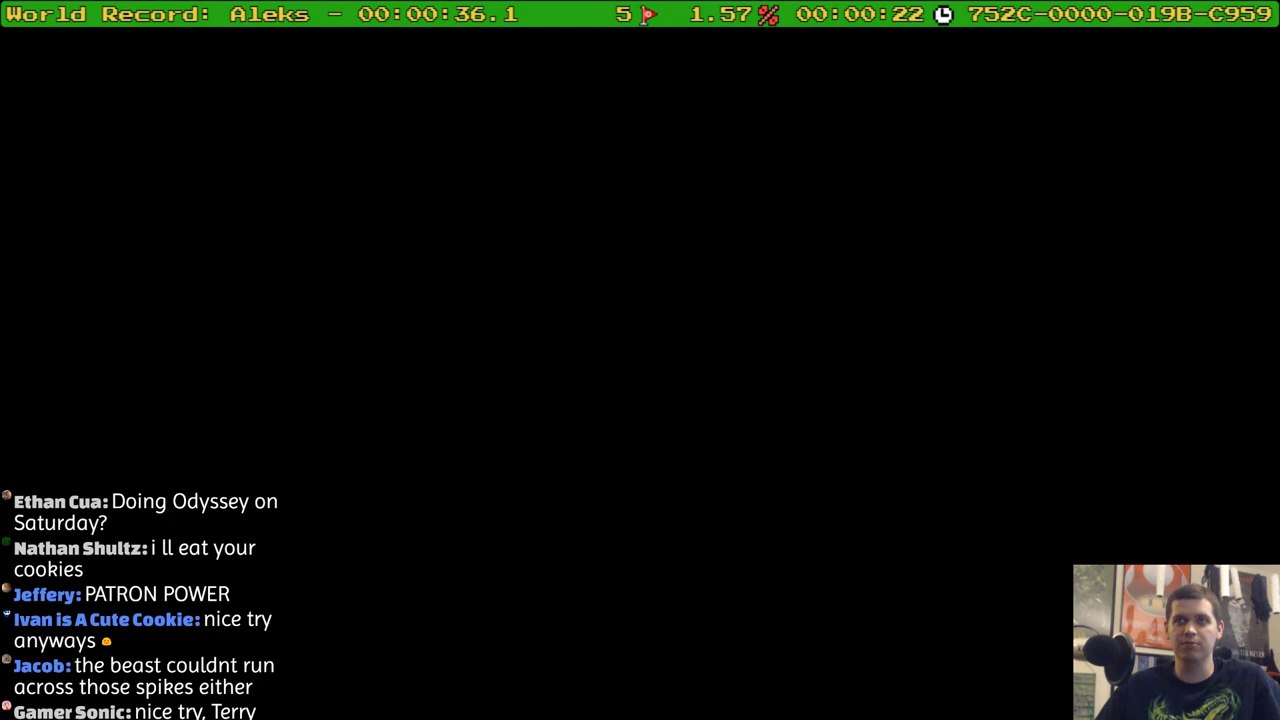 World Record: Aleks - 00:00:36.1 5 1.57% 00:00:22 752C-0000-019B-C959
Ethan Cua: Doing Odyssey on
Saturday?
Nathan Shultz: i ll eat your
cookies
Jeffery: PATRON POWER
Ivan is A Cute Cookie: nice try
anyways
Jacob: the beast couldnt run
across those spikes either
Gamer Sonic: nice try, Terry